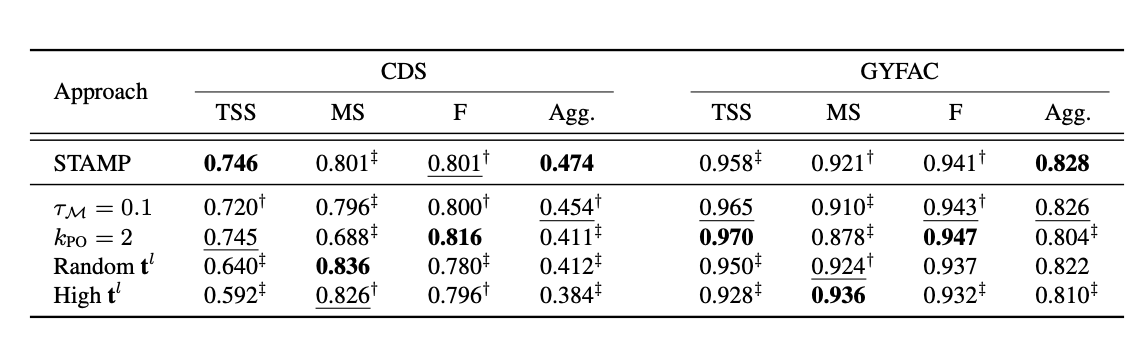 CDS GYFAC
Approach
TSS MS F Agg. TSS MS F Agg.
STAMP 0.746 0.801‡ 0.801† 0.474 0.958‡ 0.921† 0.941† 0.828
τℳ = 0.1 0.720† 0.796‡ 0.800† 0.454† 0.965 0.910‡ 0.943† 0.826
kPO = 2 0.745 0.688‡ 0.816 0.411‡ 0.970 0.878‡ 0.947 0.804‡
Random tˡ 0.640‡ 0.836 0.780‡ 0.412‡ 0.950‡ 0.924† 0.937 0.822
High tˡ 0.592‡ 0.826† 0.796† 0.384‡ 0.928‡ 0.936 0.932‡ 0.810‡